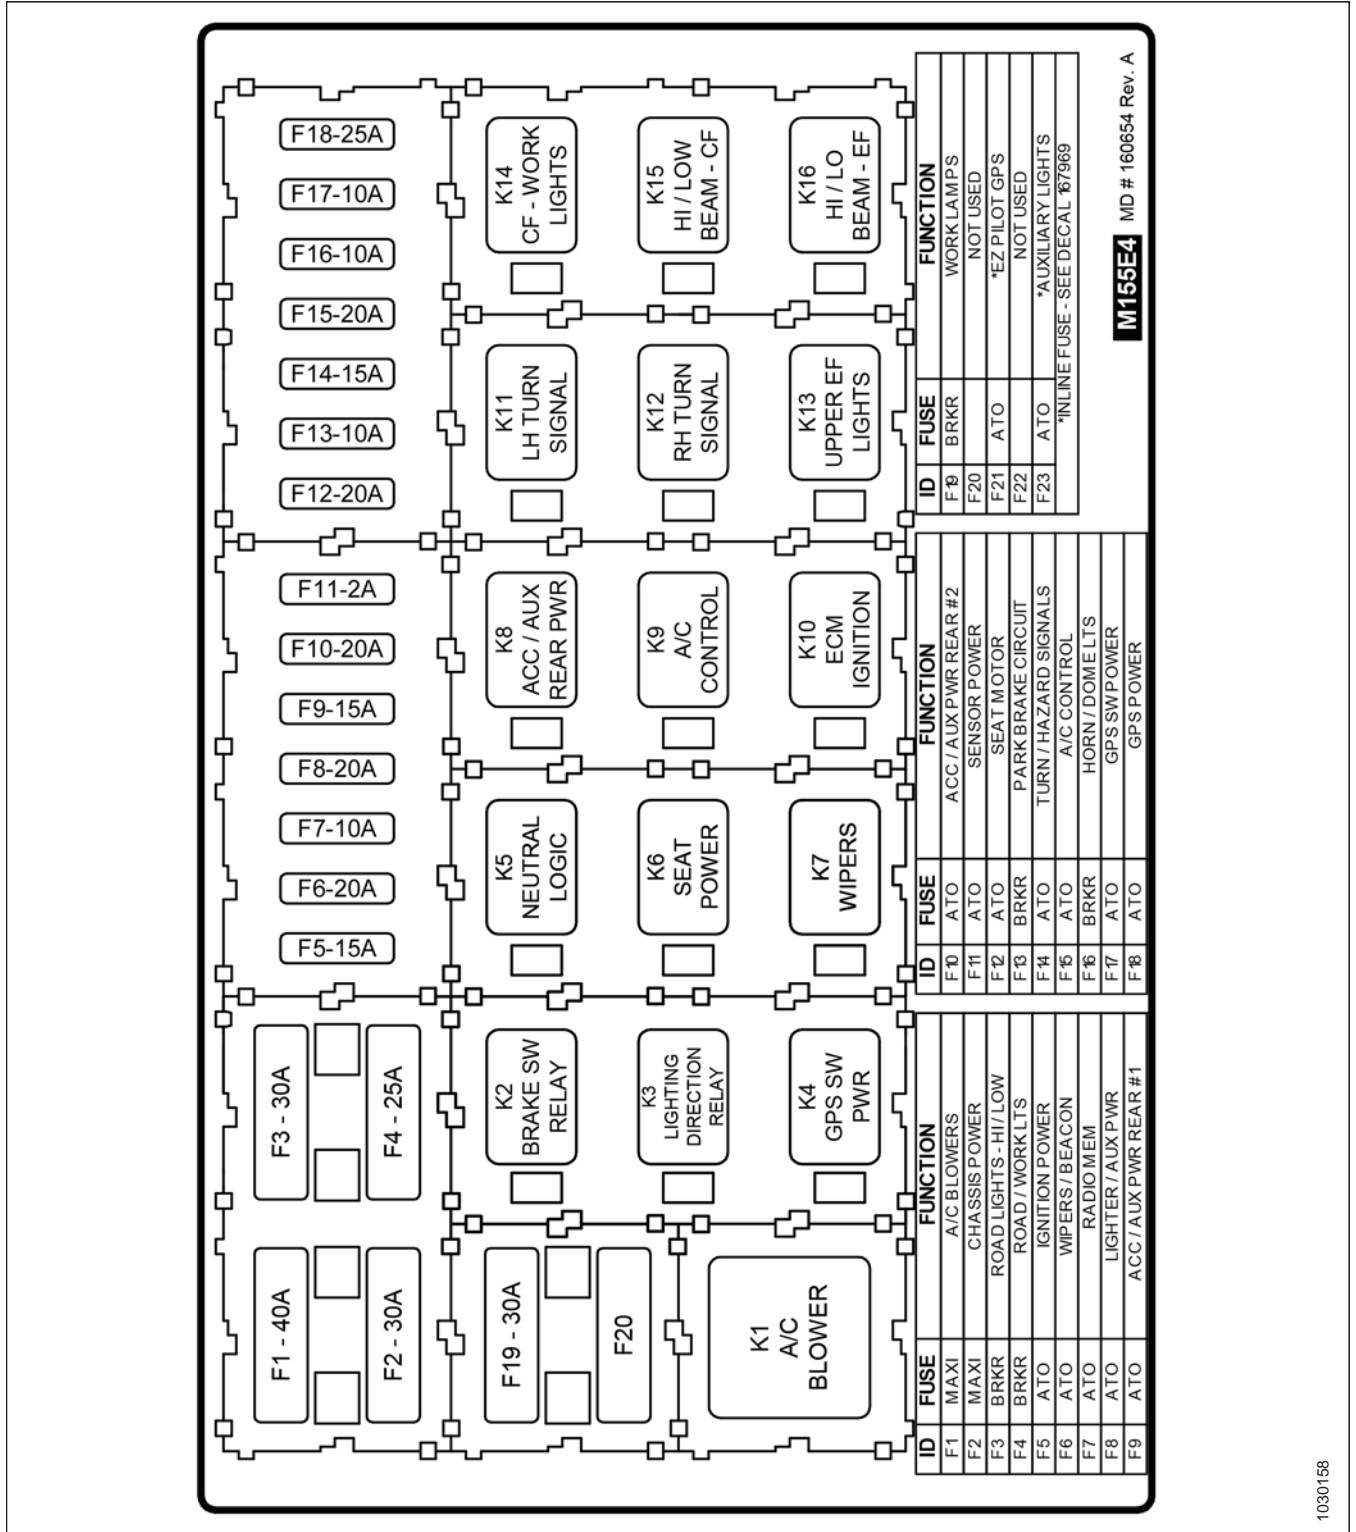 F18-25A
F17-10A
F16-10A
F15-20A
F14-15A
F13-10A
F12-20A
F11-2A
F10-20A
F9-15A
F8-20A
F7-10A
F6-20A
F5-15A
F3 - 30A
F4 - 25A
F1 - 40A
F2 - 30A
K14
CF - WORK
LIGHTS
K15
HI / LOW
BEAM - CF
K16
HI / LO
BEAM - EF
K11
LH TURN
SIGNAL
K12
RH TURN
SIGNAL
K13
UPPER EF
LIGHTS
K8
ACC / AUX
REAR PWR
K9
A/C
CONTROL
K10
ECM
IGNITION
K5
NEUTRAL
LOGIC
K6
SEAT
POWER
K7
WIPERS
K2
BRAKE SW
RELAY
K3
LIGHTING
DIRECTION
RELAY
K4
GPS SW
PWR
F19 - 30A
F20
K1
A/C
BLOWER
ID FUSE FUNCTION
F1 MAXI A/C BLOWERS
F2 MAXI CHASSIS POWER
F3 BRKR ROAD LIGHTS - HI / LOW
F4 BRKR ROAD / WORK LTS
F5 ATO IGNITION POWER
F6 ATO WIPERS / BEACON
F7 ATO RADIO MEM
F8 ATO LIGHTER / AUX PWR
F9 ATO ACC / AUX PWR REAR #1
ID FUSE FUNCTION
F10 ATO ACC / AUX PWR REAR #2
F11 ATO SENSOR POWER
F12 ATO SEAT MOTOR
F13 BRKR PARK BRAKE CIRCUIT
F14 ATO TURN / HAZARD SIGNALS
F15 ATO A/C CONTROL
F16 BRKR HORN / DOME LTS
F17 ATO GPS SW POWER
F18 ATO GPS POWER
ID FUSE FUNCTION
F19 BRKR WORK LAMPS
F20 NOT USED
F21 ATO *EZ PILOT GPS
F22 NOT USED
F23 ATO *AUXILIARY LIGHTS
*INLINE FUSE - SEE DECAL 167969
M155E4 MD # 160654 Rev. A
1030158